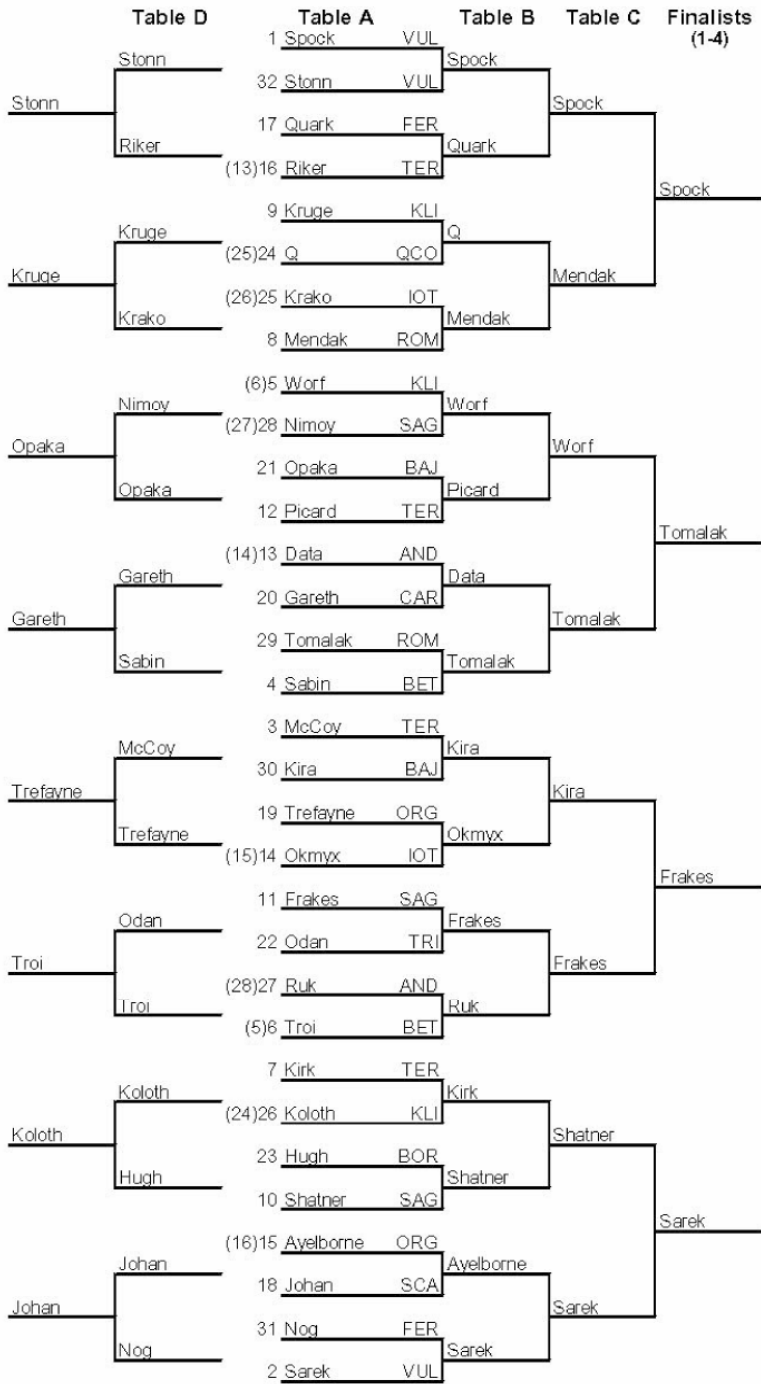 Table D Table A Table B Table C Finalists
(1-4)
1 Spock VUL
Stonn Spock
32 Stonn VUL
Stonn Spock
17 Quark FER
Riker Quark
(13)16 Riker TER
Spock
9 Kruge KLI
Kruge Q
(25)24 Q QCO
Kruge Mendak
(26)25 Krako IOT
Krako Mendak
8 Mendak ROM
(6)5 Worf KLI
Nimoy Worf
(27)28 Nimoy SAG
Opaka Worf
21 Opaka BAJ
Opaka Picard
12 Picard TER
Tomalak
(14)13 Data AND
Gareth Data
20 Gareth CAR
Gareth Tomalak
29 Tomalak ROM
Sabin Tomalak
4 Sabin BET
3 McCoy TER
McCoy Kira
30 Kira BAJ
Trefayne Kira
19 Trefayne ORG
Trefayne Okmyx
(15)14 Okmyx IOT
Frakes
11 Frakes SAG
Odan Frakes
22 Odan TRI
Troi Frakes
(28)27 Ruk AND
Troi Ruk
(5)6 Troi BET
7 Kirk TER
Koloth Kirk
(24)26 Koloth KLI
Koloth Shatner
23 Hugh BOR
Hugh Shatner
10 Shatner SAG
Sarek
(16)15 Ayelborne ORG
Johan Ayelborne
18 Johan SCA
Johan Sarek
31 Nog FER
Nog Sarek
2 Sarek VUL